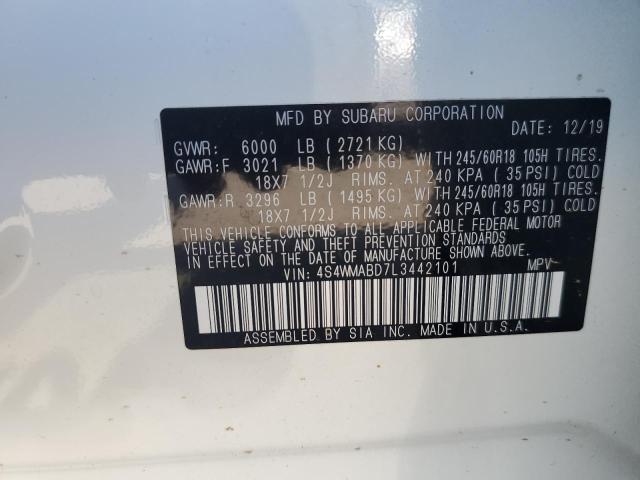 MFD BY SUBARU CORPORATION
DATE: 12/19
GVWR: 6000 LB (2721 KG)
GAWR:F 3021 LB (1370 KG) WITH 245/60R18 105H TIRES.
18X7 1/2J RIMS. AT 240 KPA (35 PSI) COLD
GAWR:R 3296 LB (1495 KG) WITH 245/60R18 105H TIRES.
18X7 1/2J RIMS. AT 240 KPA (35 PSI) COLD
THIS VEHICLE CONFORMS TO ALL APPLICABLE FEDERAL MOTOR
VEHICLE SAFETY AND THEFT PREVENTION STANDARDS IN
EFFECT ON THE DATE OF MANUFACTURE SHOWN ABOVE.
VIN: 4S4WMABD7L3442101 MPV
ASSEMBLED BY SIA INC. MADE IN U.S.A.